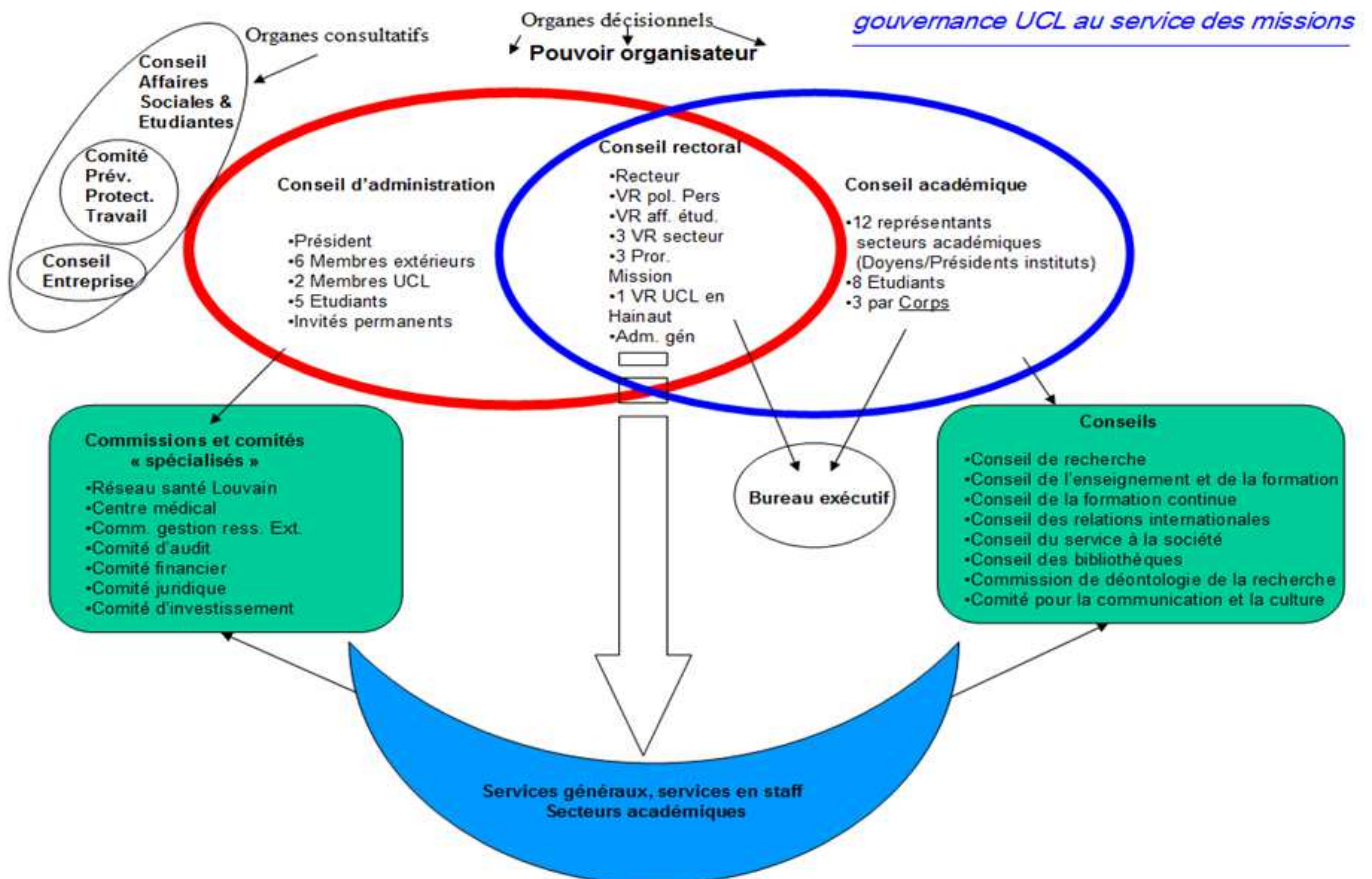 gouvernance UCL au service des missions
Organes décisionnels
Pouvoir organisateur
Organes consultatifs
Conseil
Affaires
Sociales &
Etudiantes
Comité
Prév.
Protect.
Travail
Conseil
Entreprise
Conseil d'administration
•Président
•6 Membres extérieurs
•2 Membres UCL
•5 Etudiants
•Invités permanents
Conseil rectoral
•Recteur
•VR pol. Pers
•VR aff. étud.
•3 VR secteur
•3 Pror.
Mission
•1 VR UCL en
Hainaut
•Adm. gén
Conseil académique
•12 représentants
secteurs académiques
(Doyens/Présidents instituts)
•8 Etudiants
•3 par Corps
Commissions et comités
« spécialisés »
•Réseau santé Louvain
•Centre médical
•Comm. gestion ress. Ext.
•Comité d'audit
•Comité financier
•Comité juridique
•Comité d'investissement
Bureau exécutif
Conseils
•Conseil de recherche
•Conseil de l'enseignement et de la formation
•Conseil de la formation continue
•Conseil des relations internationales
•Conseil du service à la société
•Conseil des bibliothèques
•Commission de déontologie de la recherche
•Comité pour la communication et la culture
Services généraux, services en staff
Secteurs académiques